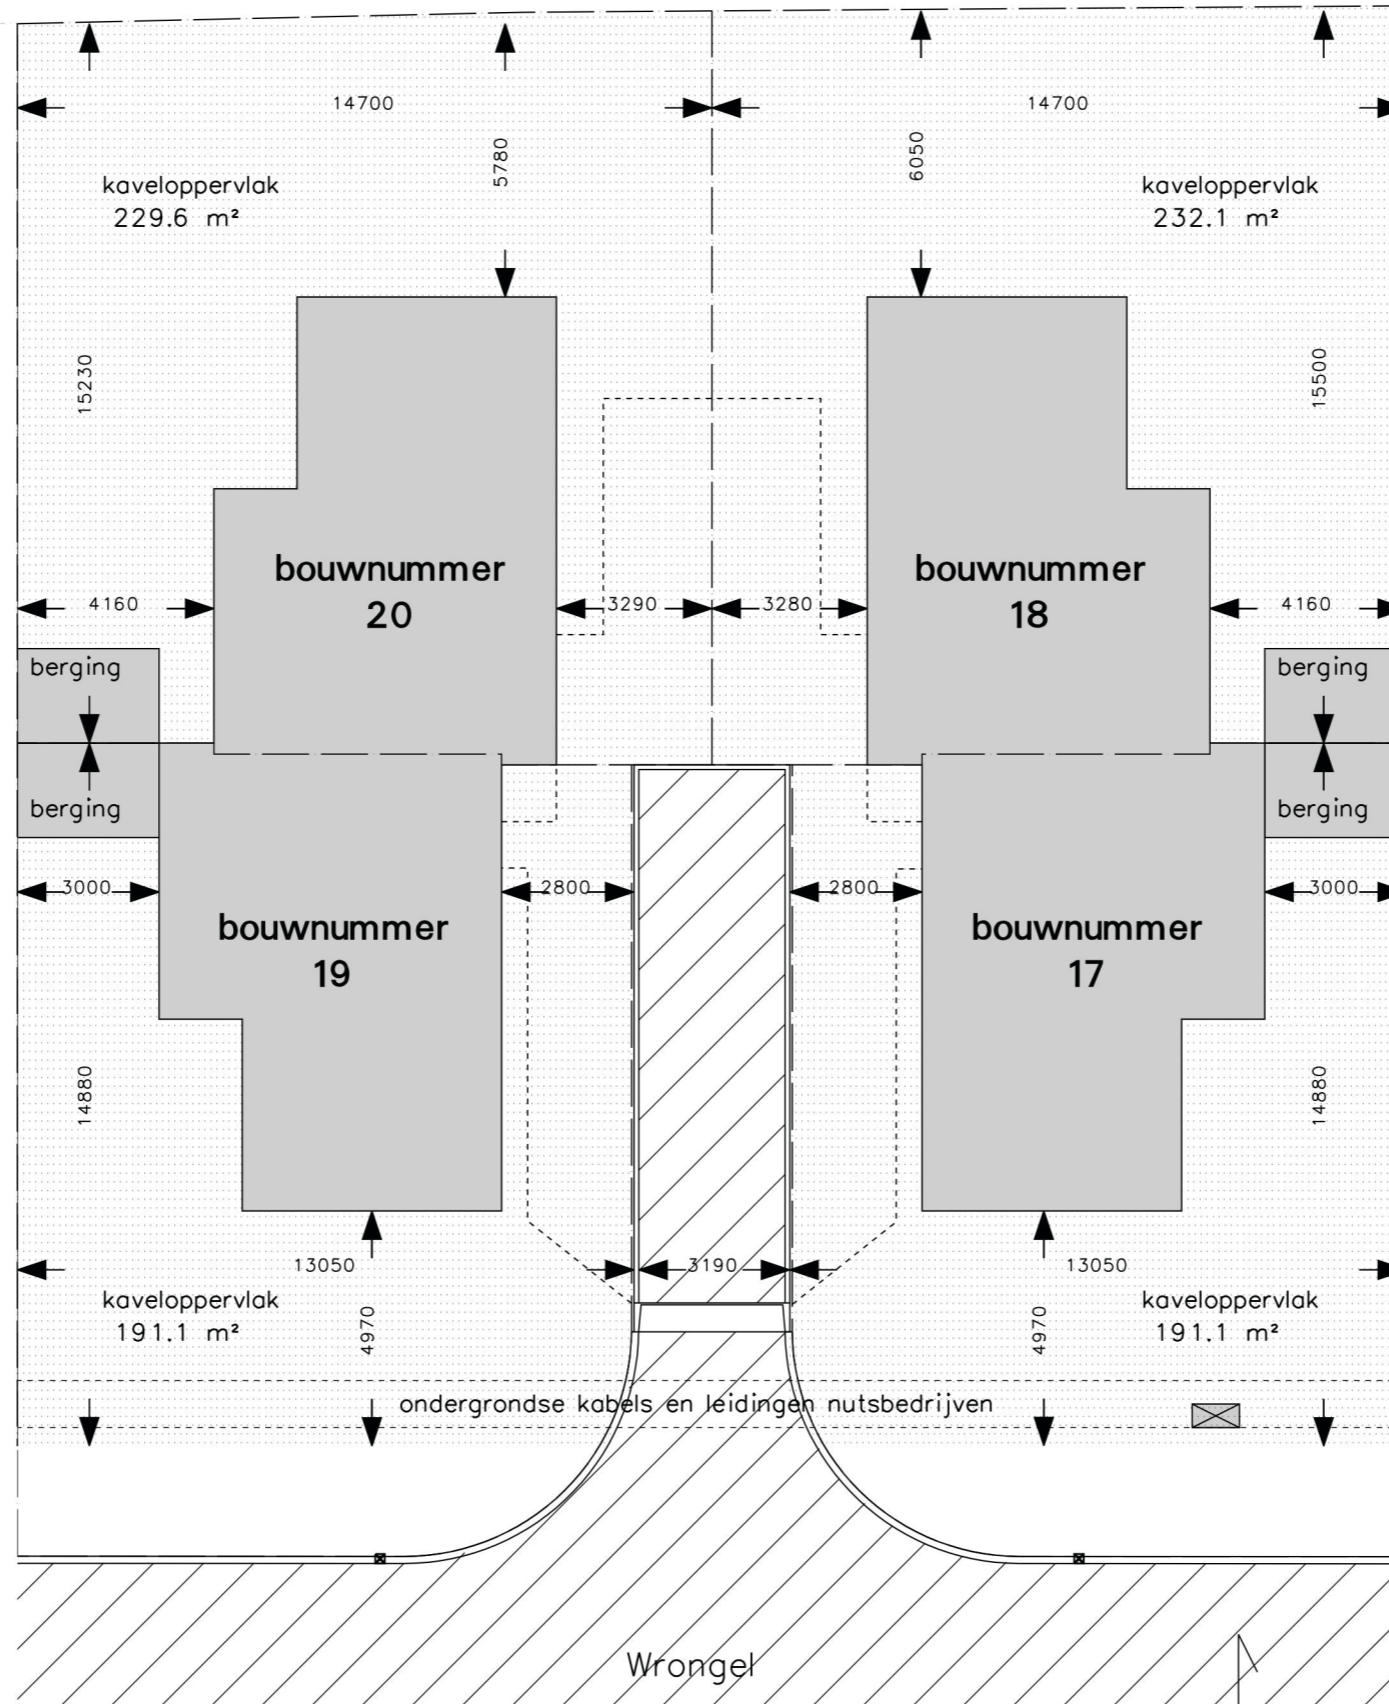 14700
14700
5780
6050
kaveloppervlak
229.6 m²
kaveloppervlak
232.1 m²
15230
15500
bouwnummer
20
bouwnummer
18
4160
3290
3280
4160
berging
berging
berging
berging
3000
2800
2800
3000
bouwnummer
19
bouwnummer
17
14880
14880
13050
3190
13050
kaveloppervlak
191.1 m²
kaveloppervlak
191.1 m²
4970
4970
ondergrondse kabels en leidingen nutsbedrijven
Wrongel